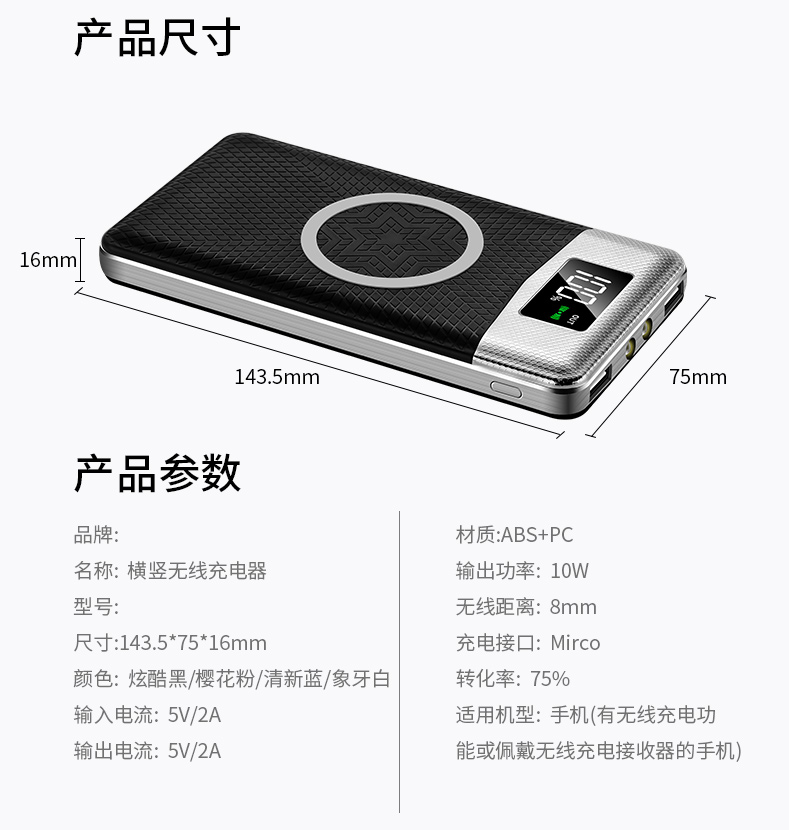 产品尺寸
16mm
100%
OUT
143.5mm
75mm
产品参数
品牌:
名称: 横竖无线充电器
型号:
尺寸:143.5*75*16mm
颜色: 炫酷黑/樱花粉/清新蓝/象牙白
输入电流: 5V/2A
输出电流: 5V/2A
材质:ABS+PC
输出功率: 10W
无线距离: 8mm
充电接口: Mirco
转化率: 75%
适用机型: 手机(有无线充电功
能或佩戴无线充电接收器的手机)